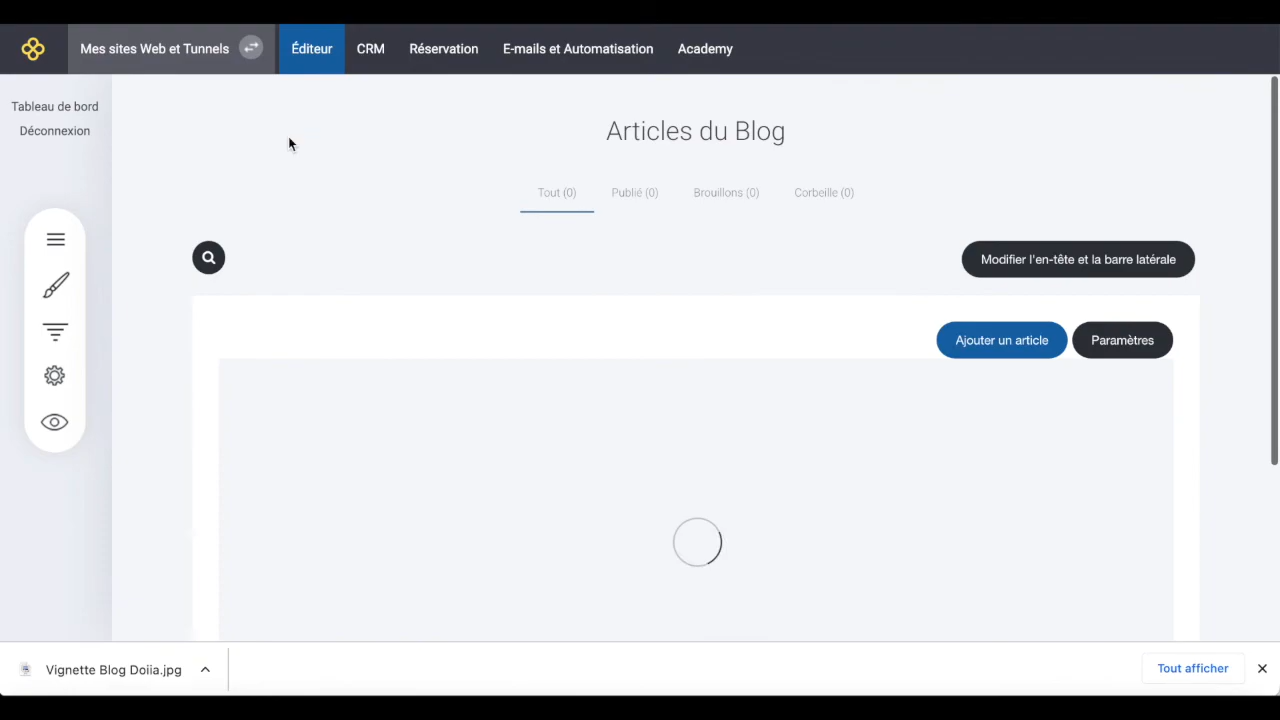 Mes sites Web et Tunnels
Éditeur
CRM
Réservation
E-mails et Automatisation
Academy
Tableau de bord
Déconnexion
Articles du Blog
Tout (0)
Publié (0)
Brouillons (0)
Corbeille (0)
Modifier l'en-tête et la barre latérale
Ajouter un article
Paramètres
Vignette Blog Doiia.jpg
Tout afficher